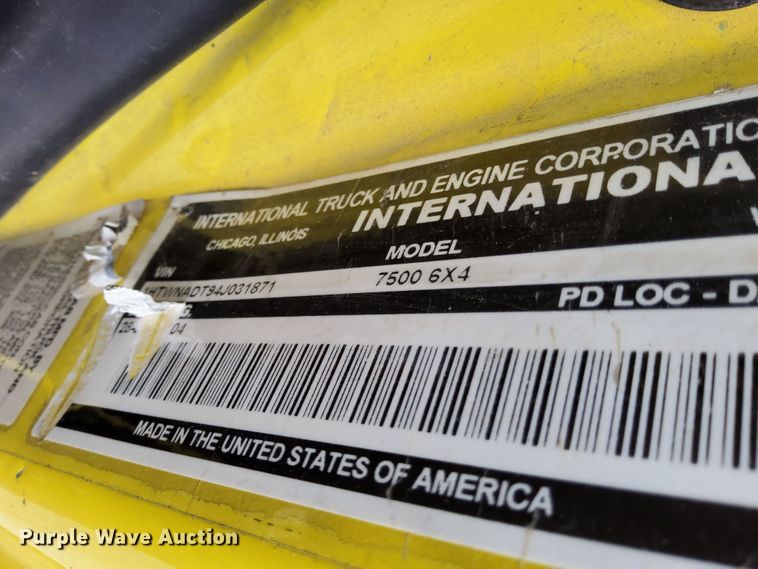 INTERNATIONAL TRUCK AND ENGINE CORPORATIO
CHICAGO, ILLINOIS
INTERNATIONA
VIN
MODEL
HTWNADT94J031871
7500 6X4
PD LOC - D
04
MADE IN THE UNITED STATES OF AMERICA
Purple Wave Auction